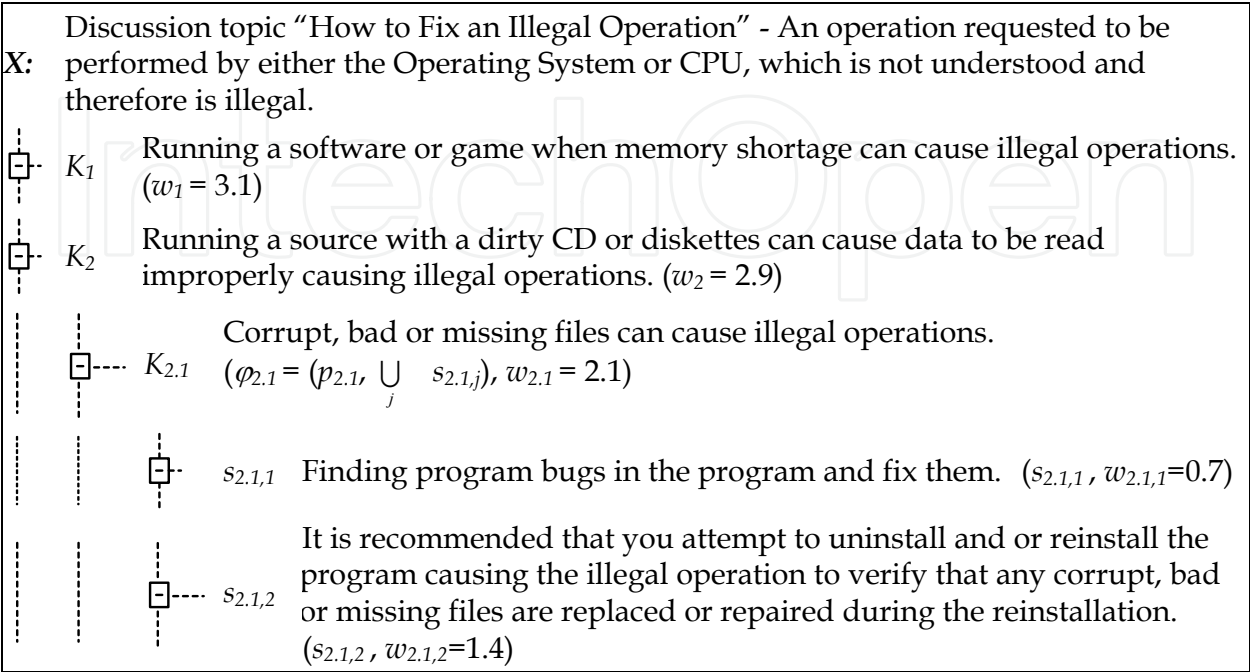 Discussion topic “How to Fix an Illegal Operation” - An operation requested to be
X: performed by either the Operating System or CPU, which is not understood and
therefore is illegal.
K1 Running a software or game when memory shortage can cause illegal operations.
(w1 = 3.1)
K2 Running a source with a dirty CD or diskettes can cause data to be read
improperly causing illegal operations. (w2 = 2.9)
Corrupt, bad or missing files can cause illegal operations.
K2.1 (φ2.1 = (p2.1, ⋃j s2.1,j), w2.1 = 2.1)
s2.1,1 Finding program bugs in the program and fix them. (s2.1,1 , w2.1,1=0.7)
It is recommended that you attempt to uninstall and or reinstall the
program causing the illegal operation to verify that any corrupt, bad
s2.1,2 or missing files are replaced or repaired during the reinstallation.
(s2.1,2 , w2.1,2=1.4)
IntechOpen